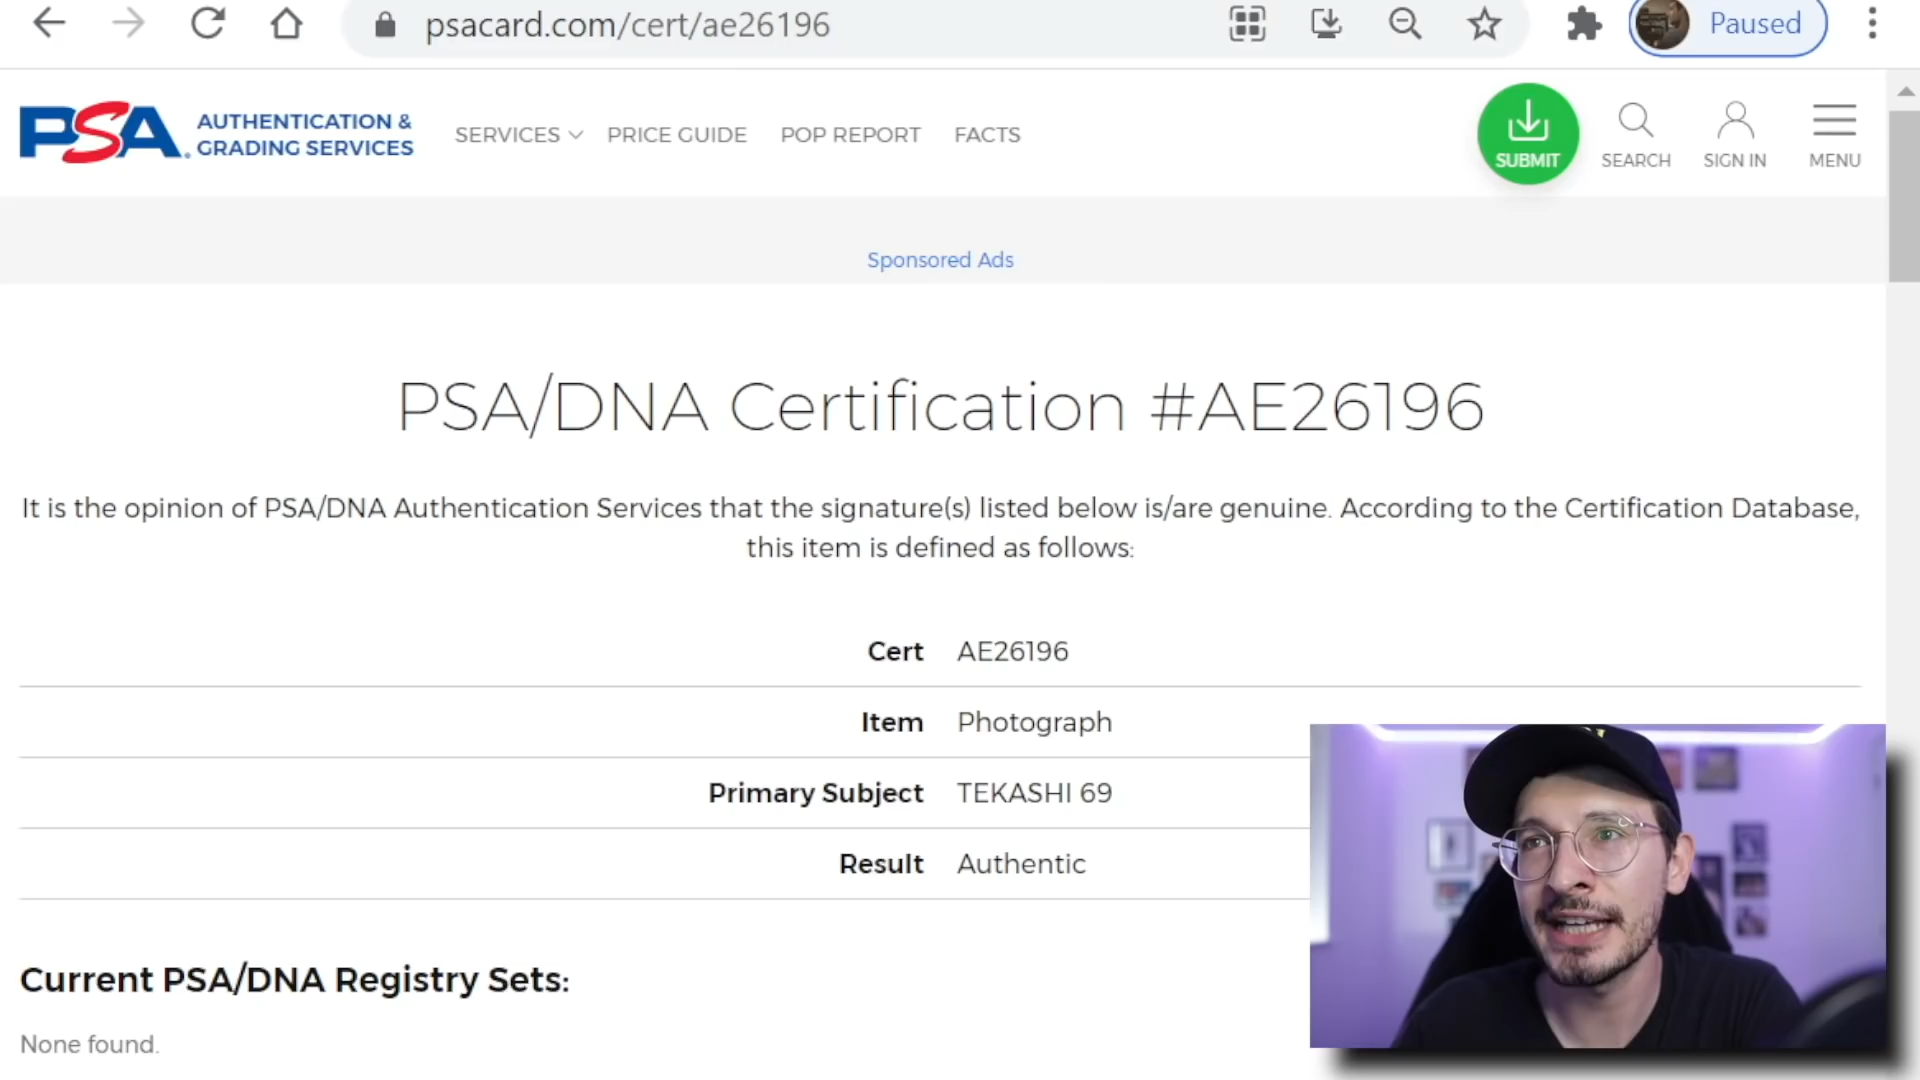 psacard.com/cert/ae26196
Paused
PSA AUTHENTICATION &
GRADING SERVICES
SERVICES PRICE GUIDE POP REPORT FACTS
SUBMIT SEARCH SIGN IN MENU
Sponsored Ads
PSA/DNA Certification #AE26196
It is the opinion of PSA/DNA Authentication Services that the signature(s) listed below is/are genuine. According to the Certification Database,
this item is defined as follows:
Cert AE26196
Item Photograph
Primary Subject TEKASHI 69
Result Authentic
Current PSA/DNA Registry Sets:
None found.